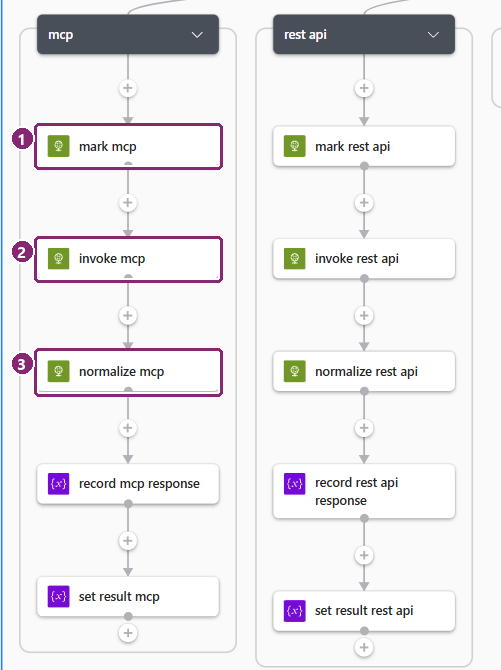 mcp
1
mark mcp
2
invoke mcp
3
normalize mcp
{x}
record mcp response
{x}
set result mcp
rest api
mark rest api
invoke rest api
normalize rest api
{x}
record rest api
response
{x}
set result rest api